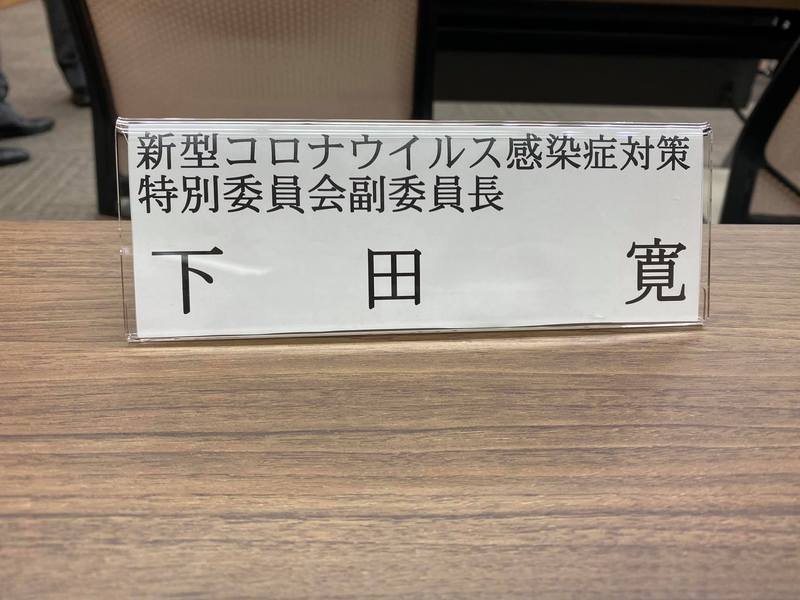 新型コロナウイルス感染症対策
特別委員会副委員長
下田寛